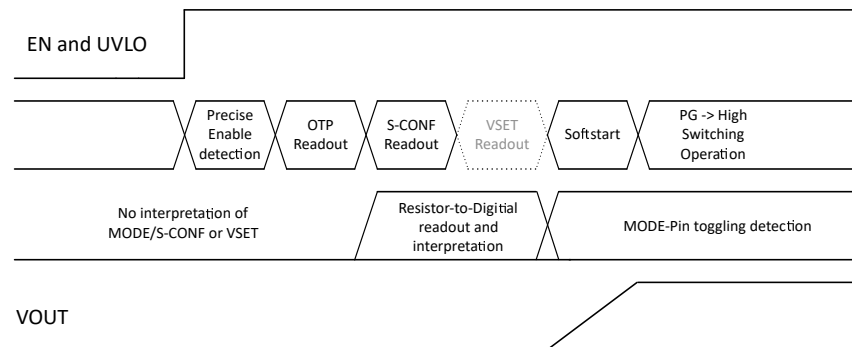 EN and UVLO
Precise
Enable
detection
OTP
Readout
S-CONF
Readout
VSET
Readout
Softstart
PG -> High
Switching
Operation
No interpretation of
MODE/S-CONF or VSET
Resistor-to-Digital
readout and
interpretation
MODE-Pin toggling detection
VOUT